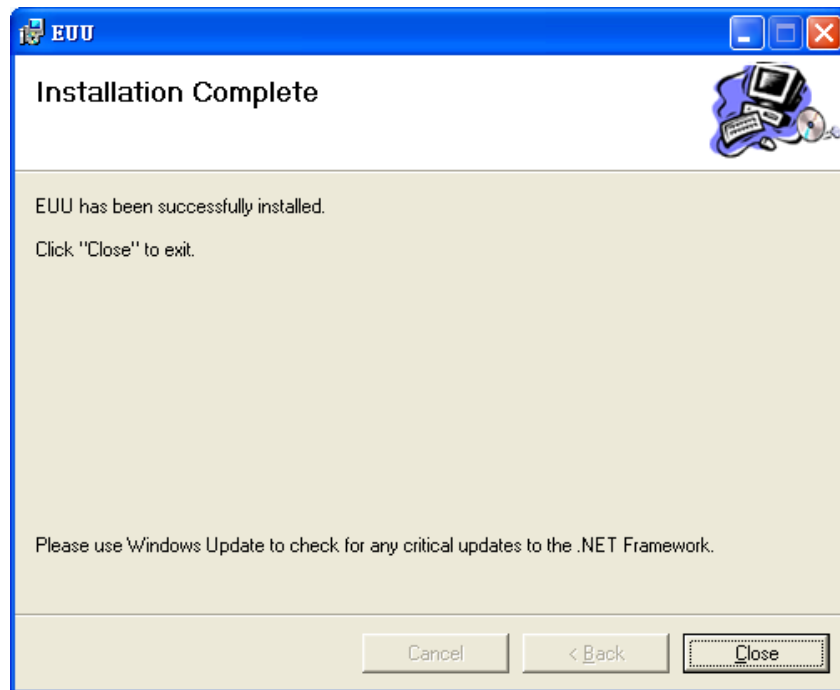 EUU
Installation Complete
EUU has been successfully installed.
Click "Close" to exit.
Please use Windows Update to check for any critical updates to the .NET Framework.
Cancel
< Back
Close